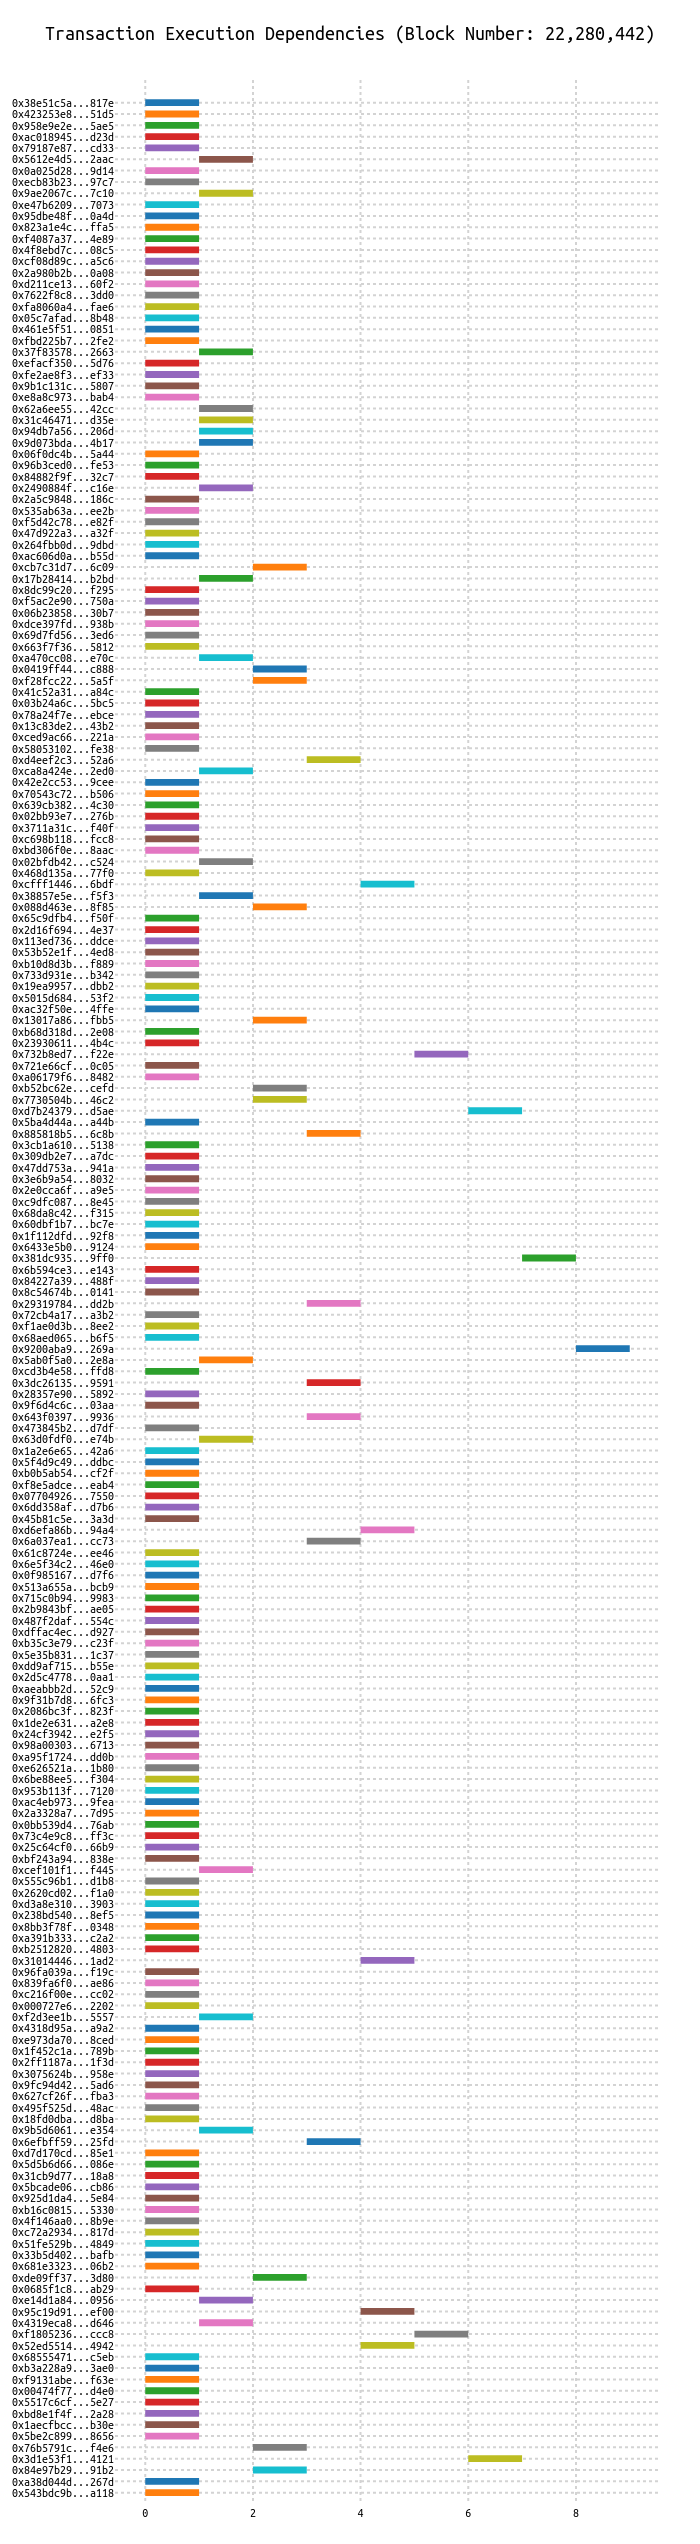 Transaction Execution Dependencies (Block Number: 22,280,442)
0x38e51c5a...817e
0x423253e8...51d5
0x958e9e2e...5ae5
0xac018945...d23d
0x79187e87...cd33
0x5612e4d5...2aac
0x0a025d28...9d14
0xecb83b23...97c7
0x9ae2067c...7c10
0xe47b6209...7073
0x95dbe48f...0a4d
0x823a1e4c...ffa5
0xf4087a37...4e89
0x4f8ebd7c...08c5
0xcf08d89c...a5c6
0x2a980b2b...0a08
0xd211ce13...60f2
0x7622f8c8...3dd0
0xfa8060a4...fae6
0x05c7afad...8b48
0x461e5f51...0851
0xfbd225b7...2fe2
0x37f83578...2663
0xefacf350...5d76
0xfe2ae8f3...ef33
0x9b1c131c...5807
0xe8a8c973...bab4
0x62a6ee55...42cc
0x31c46471...d35e
0x94db7a56...206d
0x9d073bda...4b17
0x06f0dc4b...5a44
0x96b3ced0...fe53
0x84882f9f...32c7
0x2490884f...c16e
0x2a5c9848...186c
0x535ab63a...ee2b
0xf5d42c78...e82f
0x47d922a3...a32f
0x264fbb0d...9dbd
0xac606d0a...b55d
0xcb7c31d7...6c09
0x17b28414...b2bd
0x8dc99c20...f295
0xf5ac2e90...750a
0x06b23858...30b7
0xdce397fd...938b
0x69d7fd56...3ed6
0x663f7f36...5812
0xa470cc08...e70c
0x0419ff44...c888
0xf28fcc22...5a5f
0x41c52a31...a84c
0x03b24a6c...5bc5
0x78a24f7e...ebce
0x13c83de2...43b2
0xced9ac66...221a
0x58053102...fe38
0xd4eef2c3...52a6
0xca8a424e...2ed0
0x42e2cc53...9cee
0x70543c72...b506
0x639cb382...4c30
0x02bb93e7...276b
0x3711a31c...f40f
0xc698b118...fcc8
0xbd306f0e...8aac
0x02bfdb42...c524
0x468d135a...77f0
0xcfff1446...6bdf
0x38857e5e...f5f3
0x088d463e...8f85
0x65c9dfb4...f50f
0x2d16f694...4e37
0x113ed736...ddce
0x53b52e1f...4ed8
0xb10d8d3b...f889
0x733d931e...b342
0x19ea9957...dbb2
0x5015d684...53f2
0xac32f50e...4ffe
0x13017a86...fbb5
0xb68d318d...2e08
0x23930611...4b4c
0x732b8ed7...f22e
0x721e66cf...0c05
0xa06179f6...8482
0xb52bc62e...cefd
0x7730504b...46c2
0xd7b24379...d5ae
0x5ba4d44a...a44b
0x885818b5...6c8b
0x3cb1a610...5138
0x309db2e7...a7dc
0x47dd753a...941a
0x3e6b9a54...8032
0x2e0cca6f...a9e5
0xc9dfc087...8e45
0x68da8c42...f315
0x60dbf1b7...bc7e
0x1f112dfd...92f8
0x6433e5b0...9124
0x381dc935...9ff0
0x6b594ce3...e143
0x84227a39...488f
0x8c54674b...0141
0x29319784...dd2b
0x72cb4a17...a3b2
0xf1ae0d3b...8ee2
0x68aed065...b6f5
0x9200aba9...269a
0x5ab0f5a0...2e8a
0xcd3b4e58...ffd8
0x3dc26135...9591
0x28357e90...5892
0x9f6d4c6c...03aa
0x643f0397...9936
0x473845b2...d7df
0x63d0fdf0...e74b
0x1a2e6e65...42a6
0x5f4d9c49...ddbc
0xb0b5ab54...cf2f
0xf8e5adce...eab4
0x07704926...7550
0x6dd358af...d7b6
0x45b81c5e...3a3d
0xd6efa86b...94a4
0x6a037ea1...cc73
0x61c8724e...ee46
0x6e5f34c2...46e0
0x0f985167...d7f6
0x513a655a...bcb9
0x715c0b94...9983
0x2b9843bf...ae05
0x487f2daf...554c
0xdffac4ec...d927
0xb35c3e79...c23f
0x5e35b831...1c37
0xdd9af715...b55e
0x2d5c4778...0aa1
0xaeabbb2d...52c9
0x9f31b7d8...6fc3
0x2086bc3f...823f
0x1de2e631...a2e8
0x24cf3942...e2f5
0x98a00303...6713
0xa95f1724...dd0b
0xe626521a...1b80
0x6be88ee5...f304
0x953b113f...7120
0xac4eb973...9fea
0x2a3328a7...7d95
0x0bb539d4...76ab
0x73c4e9c8...ff3c
0x25c64cf0...66b9
0xbf243a94...838e
0xcef101f1...f445
0x555c96b1...d1b8
0x2620cd02...f1a0
0xd3a8e310...3903
0x238bd540...8ef5
0x8bb3f78f...0348
0xa391b333...c2a2
0xb2512820...4803
0x31014446...1ad2
0x96fa039a...f19c
0x839fa6f0...ae86
0xc216f00e...cc02
0x000727e6...2202
0xf2d3ee1b...5557
0x4318d95a...a9a2
0xe973da70...8ced
0x1f452c1a...789b
0x2ff1187a...1f3d
0x3075624b...958e
0x9fc94d42...5ad6
0x627cf26f...fba3
0x495f525d...48ac
0x18fd0dba...d8ba
0x9b5d6061...e354
0x6efbff59...25fd
0xd7d170cd...85e1
0x5d5b6d66...086e
0x31cb9d77...18a8
0x5bcade06...cb86
0x925d1da4...5e84
0xb16c0815...5330
0x4f146aa0...8b9e
0xc72a2934...817d
0x51fe529b...4849
0x33b5d402...bafb
0x681e3323...06b2
0xde09ff37...3d80
0x0685f1c8...ab29
0xe14d1a84...0956
0x95c19d91...ef00
0x4319eca8...d646
0xf1805236...ccc8
0x52ed5514...4942
0x68555471...c5eb
0xb3a228a9...3ae0
0xf9131abe...f63e
0x00474f77...d4e0
0x5517c6cf...5e27
0xbd8e1f4f...2a28
0x1aecfbcc...b30e
0x5be2c899...8656
0x76b5791c...f4e6
0x3d1e53f1...4121
0x84e97b29...91b2
0xa38d044d...267d
0x543bdc9b...a118
0 2 4 6 8